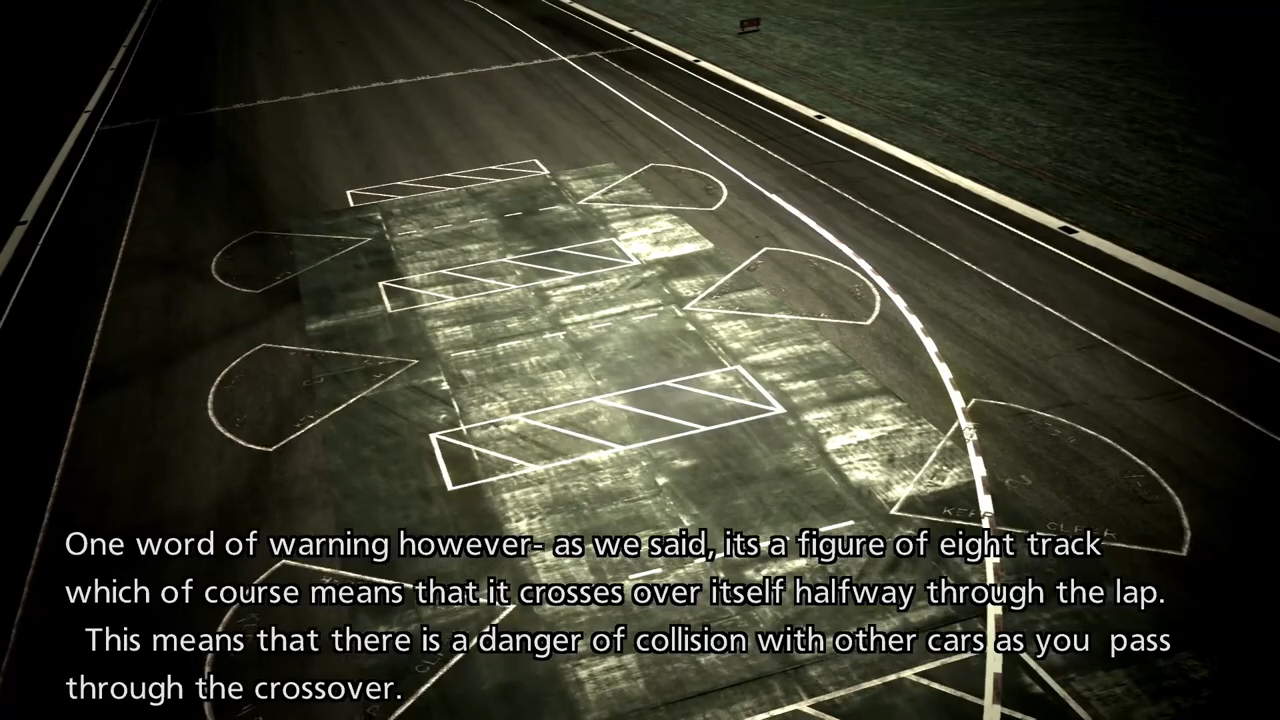 One word of warning however- as we said, its a figure of eight track
which of course means that it crosses over itself halfway through the lap.
This means that there is a danger of collision with other cars as you pass
through the crossover.
KEEP CLEAR